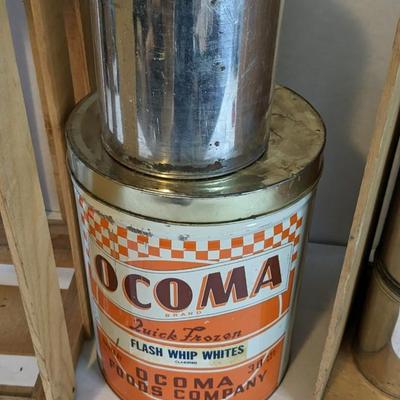 OCOMA
BRAND
Quick Frozen
FLASH WHIP WHITES
OCOMA
FOODS COMPANY